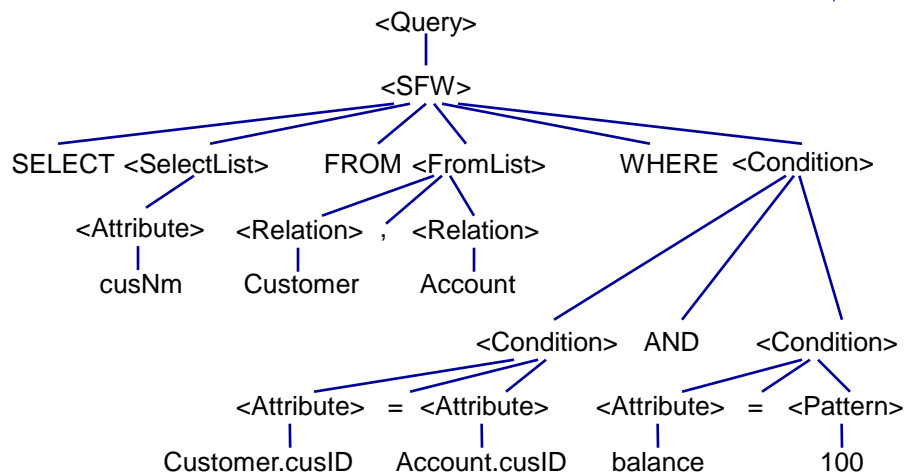 <Query>
<SFW>
SELECT <SelectList> FROM <FromList> WHERE <Condition>
<Attribute> <Relation> , <Relation>
cusNm Customer Account
<Condition> AND <Condition>
<Attribute> = <Attribute> <Attribute> = <Pattern>
Customer.cusID Account.cusID balance 100